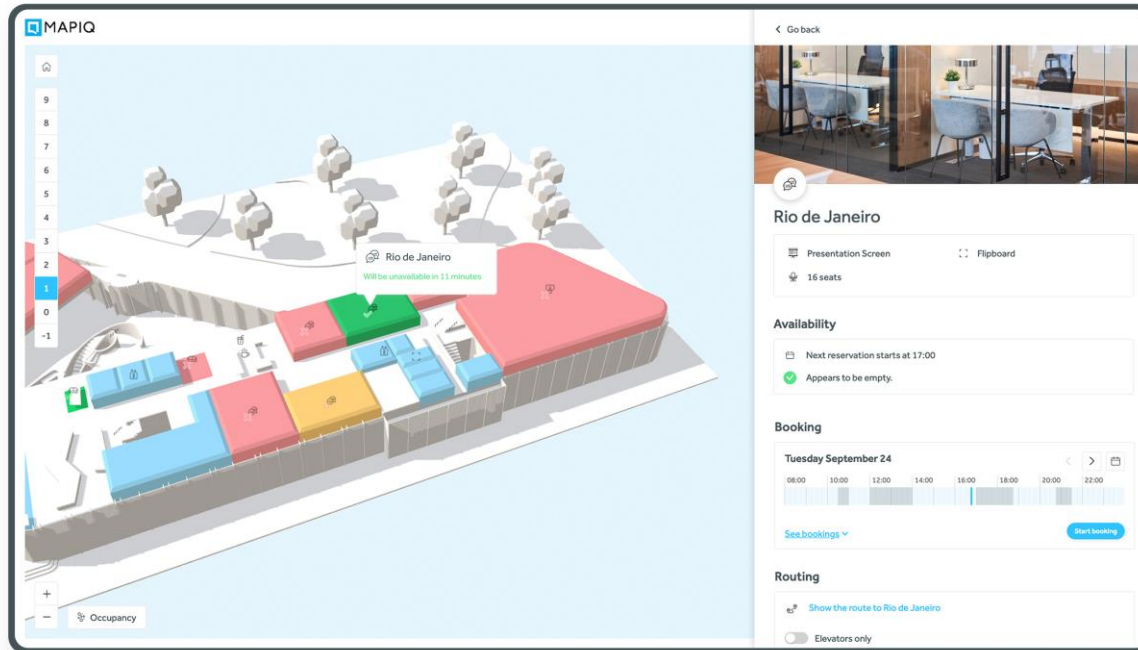 MAPIQ
9
8
7
6
5
4
3
2
1
0
-1
Rio de Janeiro
Will be unavailable in 11 minutes
+
−
Occupancy
Go back
Rio de Janeiro
Presentation Screen
Flipboard
16 seats
Availability
Next reservation starts at 17:00
Appears to be empty.
Booking
Tuesday September 24
08:00 10:00 12:00 14:00 16:00 18:00 20:00 22:00
See bookings
Start booking
Routing
Show the route to Rio de Janeiro
Elevators only